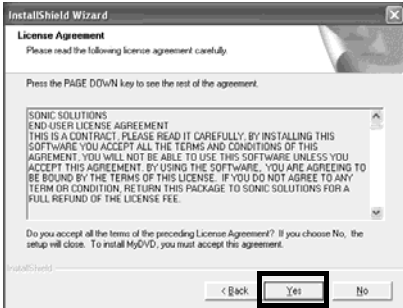 InstallShield Wizard
License Agreement
Please read the following license agreement carefully.
Press the PAGE DOWN key to see the rest of the agreement.
SONIC SOLUTIONS
END-USER LICENSE AGREEMENT
THIS IS A CONTRACT, PLEASE READ IT CAREFULLY, BY INSTALLING THIS
SOFTWARE YOU ACCEPT ALL THE TERMS AND CONDITIONS OF THIS
AGREMENT, YOU WILL NOT BE ABLE TO USE THIS SOFTWARE UNLESS YOU
ACCEPT THIS AGREEMENT. BY USING THE SOFTWARE, YOU ARE AGREEING TO
BE BOUND BY THE TERMS OF THIS LICENSE. IF YOU DO NOT AGREE TO ANY
TERM OR CONDITION, RETURN THIS PACKAGE TO SONIC SOLUTIONS FOR A
FULL REFUND OF THE LICENSE FEE.
Do you accept all the terms of the preceding License Agreement? If you choose No, the
setup will close. To install MyDVD, you must accept this agreement.
InstallShield
< Back Yes No